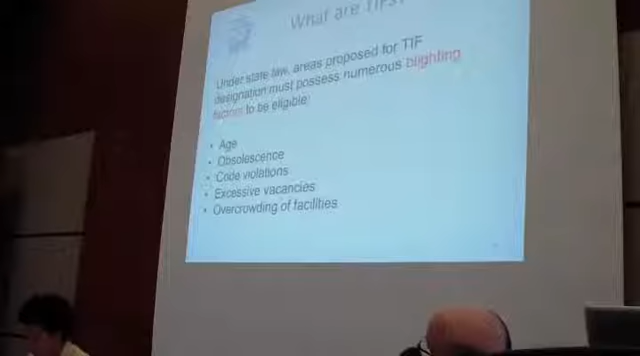 What are TIFs?
Under state law, areas proposed for TIF
designation must possess numerous blighting
factors to be eligible:
• Age
• Obsolescence
• Code violations
• Excessive vacancies
• Overcrowding of facilities